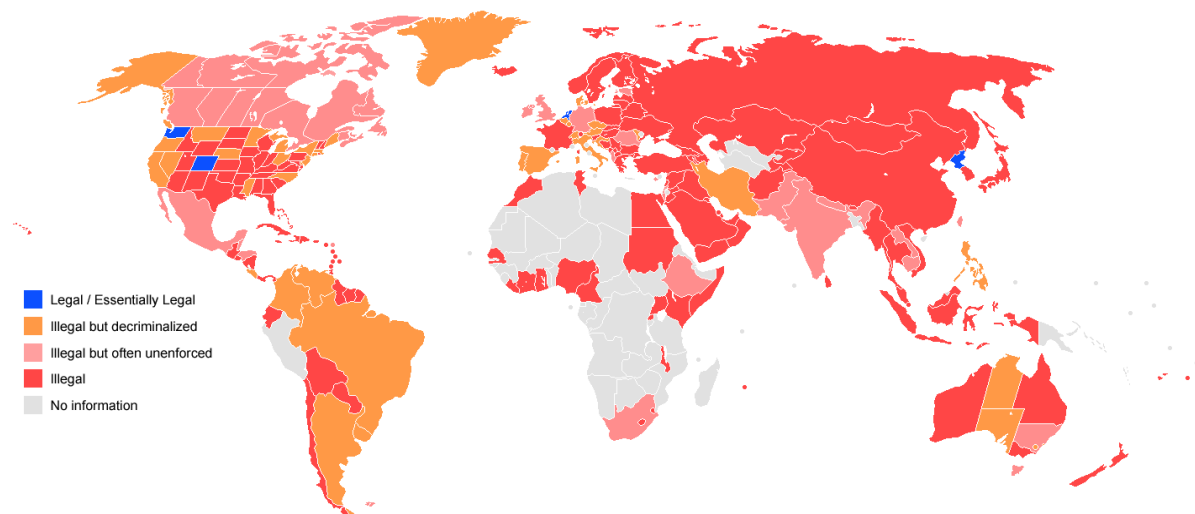 Legal / Essentially Legal
Illegal but decriminalized
Illegal but often unenforced
Illegal
No information